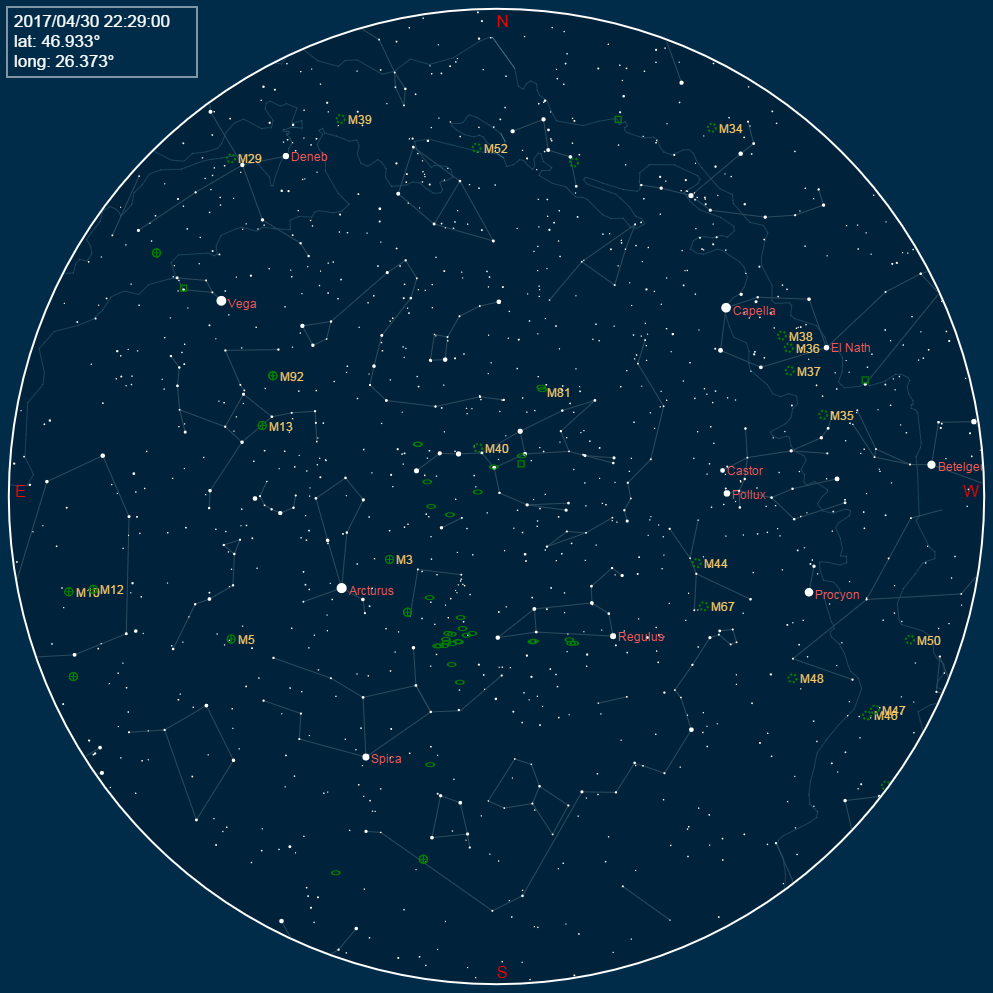 2017/04/30 22:29:00
lat: 46.933°
long: 26.373°
N
M39
M34
M29
Deneb
M52
Vega
Capella
M38
M36
El Nath
M37
M92
M81
M35
M13
M40
Castor
Betelger
Pollux
E
W
M3
M44
M10
M12
Arcturus
Procyon
M67
M5
Regulus
M50
M48
M47
M46
Spica
S